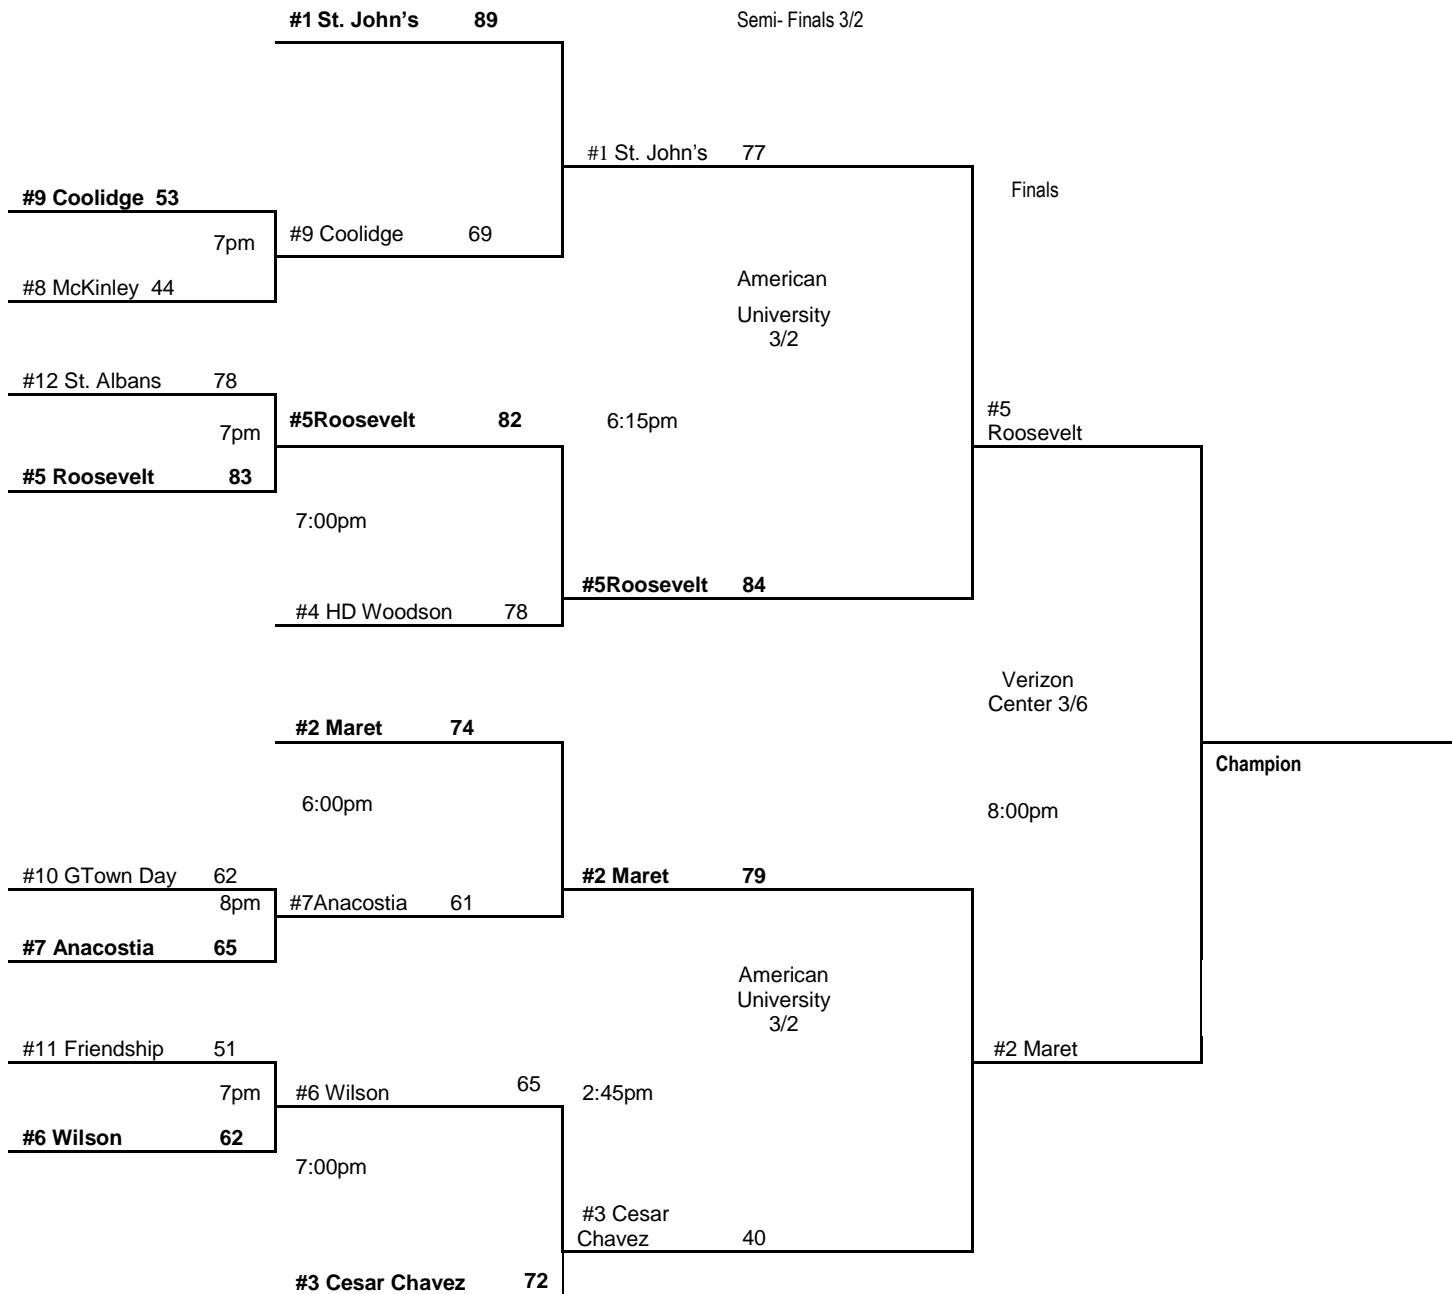 #1 St. John’s 89
Semi- Finals 3/2
#1 St. John’s 77
#9 Coolidge 53
Finals
7pm
#9 Coolidge 69
#8 McKinley 44
American
University
3/2
#12 St. Albans 78
7pm
#5Roosevelt 82
6:15pm
#5
Roosevelt
#5 Roosevelt 83
7:00pm
#5Roosevelt 84
#4 HD Woodson 78
Verizon
Center 3/6
#2 Maret 74
Champion
6:00pm
8:00pm
#10 GTown Day 62
8pm
#7Anacostia 61
#2 Maret 79
#7 Anacostia 65
American
University
3/2
#11 Friendship 51
#2 Maret
7pm
#6 Wilson 65
2:45pm
#6 Wilson 62
7:00pm
#3 Cesar
Chavez 40
#3 Cesar Chavez 72